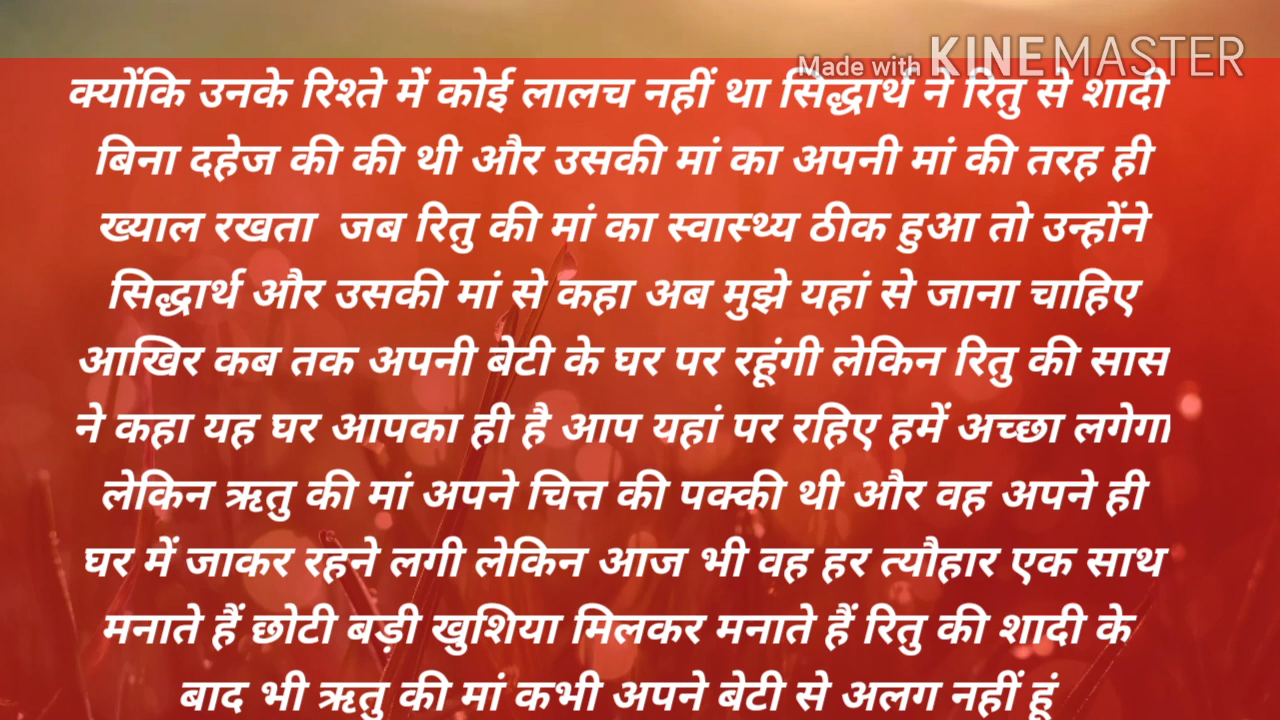 Made with KINEMASTER
क्योंकि उनके रिश्ते में कोई लालच नहीं था सिद्धार्थ ने रितु से शादी
बिना दहेज की की थी और उसकी मां का अपनी मां की तरह ही
ख्याल रखता जब रितु की मां का स्वास्थ्य ठीक हुआ तो उन्होंने
सिद्धार्थ और उसकी मां से कहा अब मुझे यहां से जाना चाहिए
आखिर कब तक अपनी बेटी के घर पर रहूंगी लेकिन रितु की सास
ने कहा यह घर आपका ही है आप यहां पर रहिए हमें अच्छा लगेगा
लेकिन ऋतु की मां अपने चित्त की पक्की थी और वह अपने ही
घर में जाकर रहने लगी लेकिन आज भी वह हर त्यौहार एक साथ
मनाते हैं छोटी बड़ी खुशिया मिलकर मनाते हैं रितु की शादी के
बाद भी ऋतु की मां कभी अपने बेटी से अलग नहीं हूं